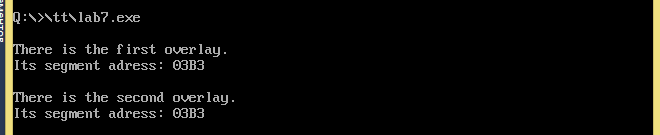 Q:\>\tt\lab7.exe
There is the first overlay.
Its segment adress: 03B3
There is the second overlay.
Its segment adress: 03B3